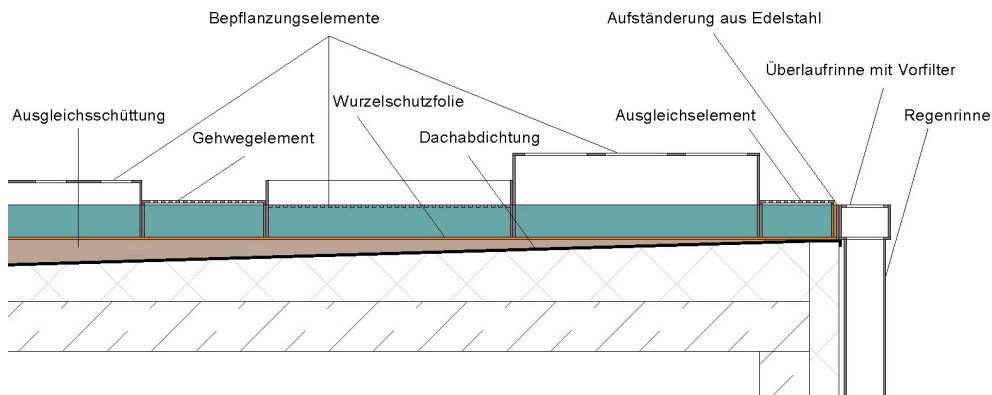 Bepflanzungselemente
Aufständerung aus Edelstahl
Überlaufrinne mit Vorfilter
Ausgleichsschüttung
Wurzelschutzfolie
Ausgleichselement
Regenrinne
Gehwegelement
Dachabdichtung